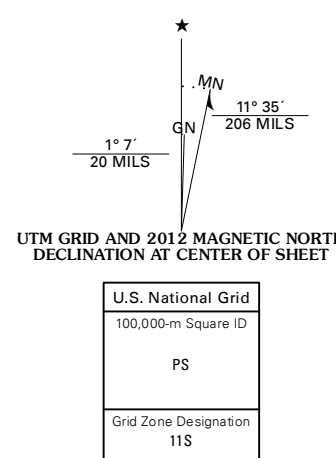 ★
MN
GN
11° 35´
206 MILS
1° 7´
20 MILS
UTM GRID AND 2012 MAGNETIC NORT
DECLINATION AT CENTER OF SHEET
U.S. National Grid
100,000-m Square ID
PS
Grid Zone Designation
11S